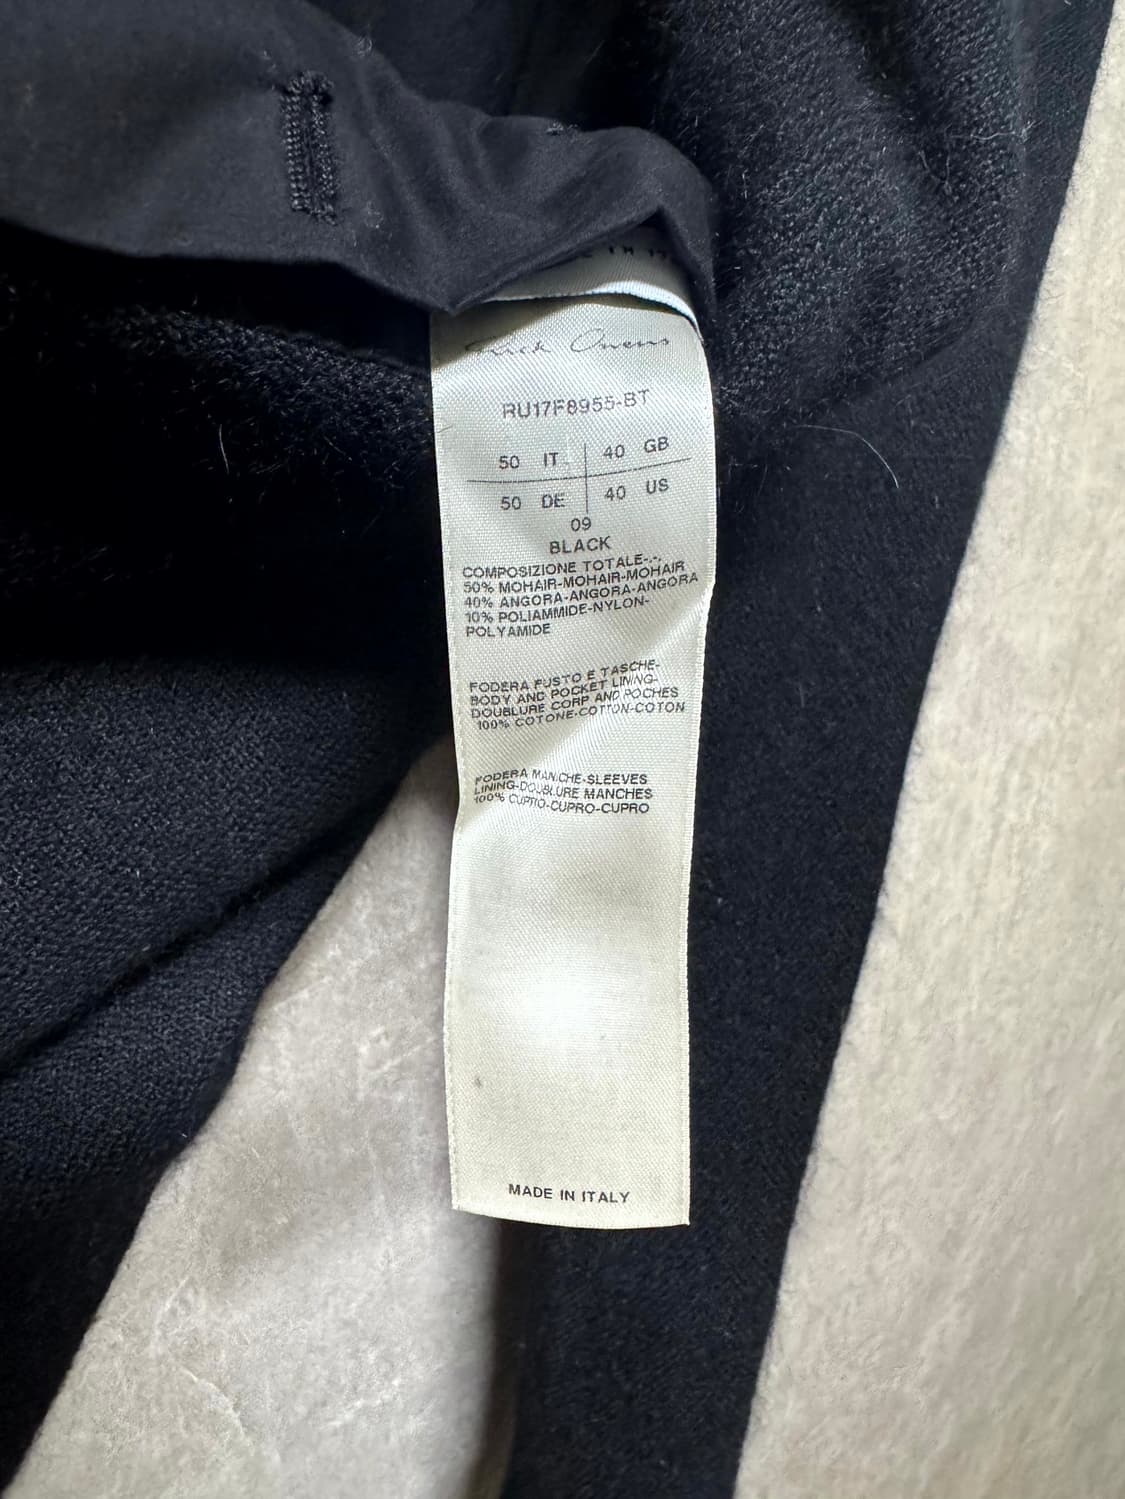 Rick Owens
RU17F8955-BT
50 IT 40 GB
50 DE 40 US
09
BLACK
COMPOSIZIONE TOTALE-.-.
50% MOHAIR-MOHAIR-MOHAIR
40% ANGORA-ANGORA-ANGORA
10% POLIAMMIDE-NYLON-
POLYAMIDE
FODERA FUSTO E TASCHE-
BODY AND POCKET LINING-
DOUBLURE CORP AND POCHES
100% COTONE-COTTON-COTON
FODERA MANICHE-SLEEVES
LINING-DOUBLURE MANCHES
100% CUPRO-CUPRO-CUPRO
MADE IN ITALY